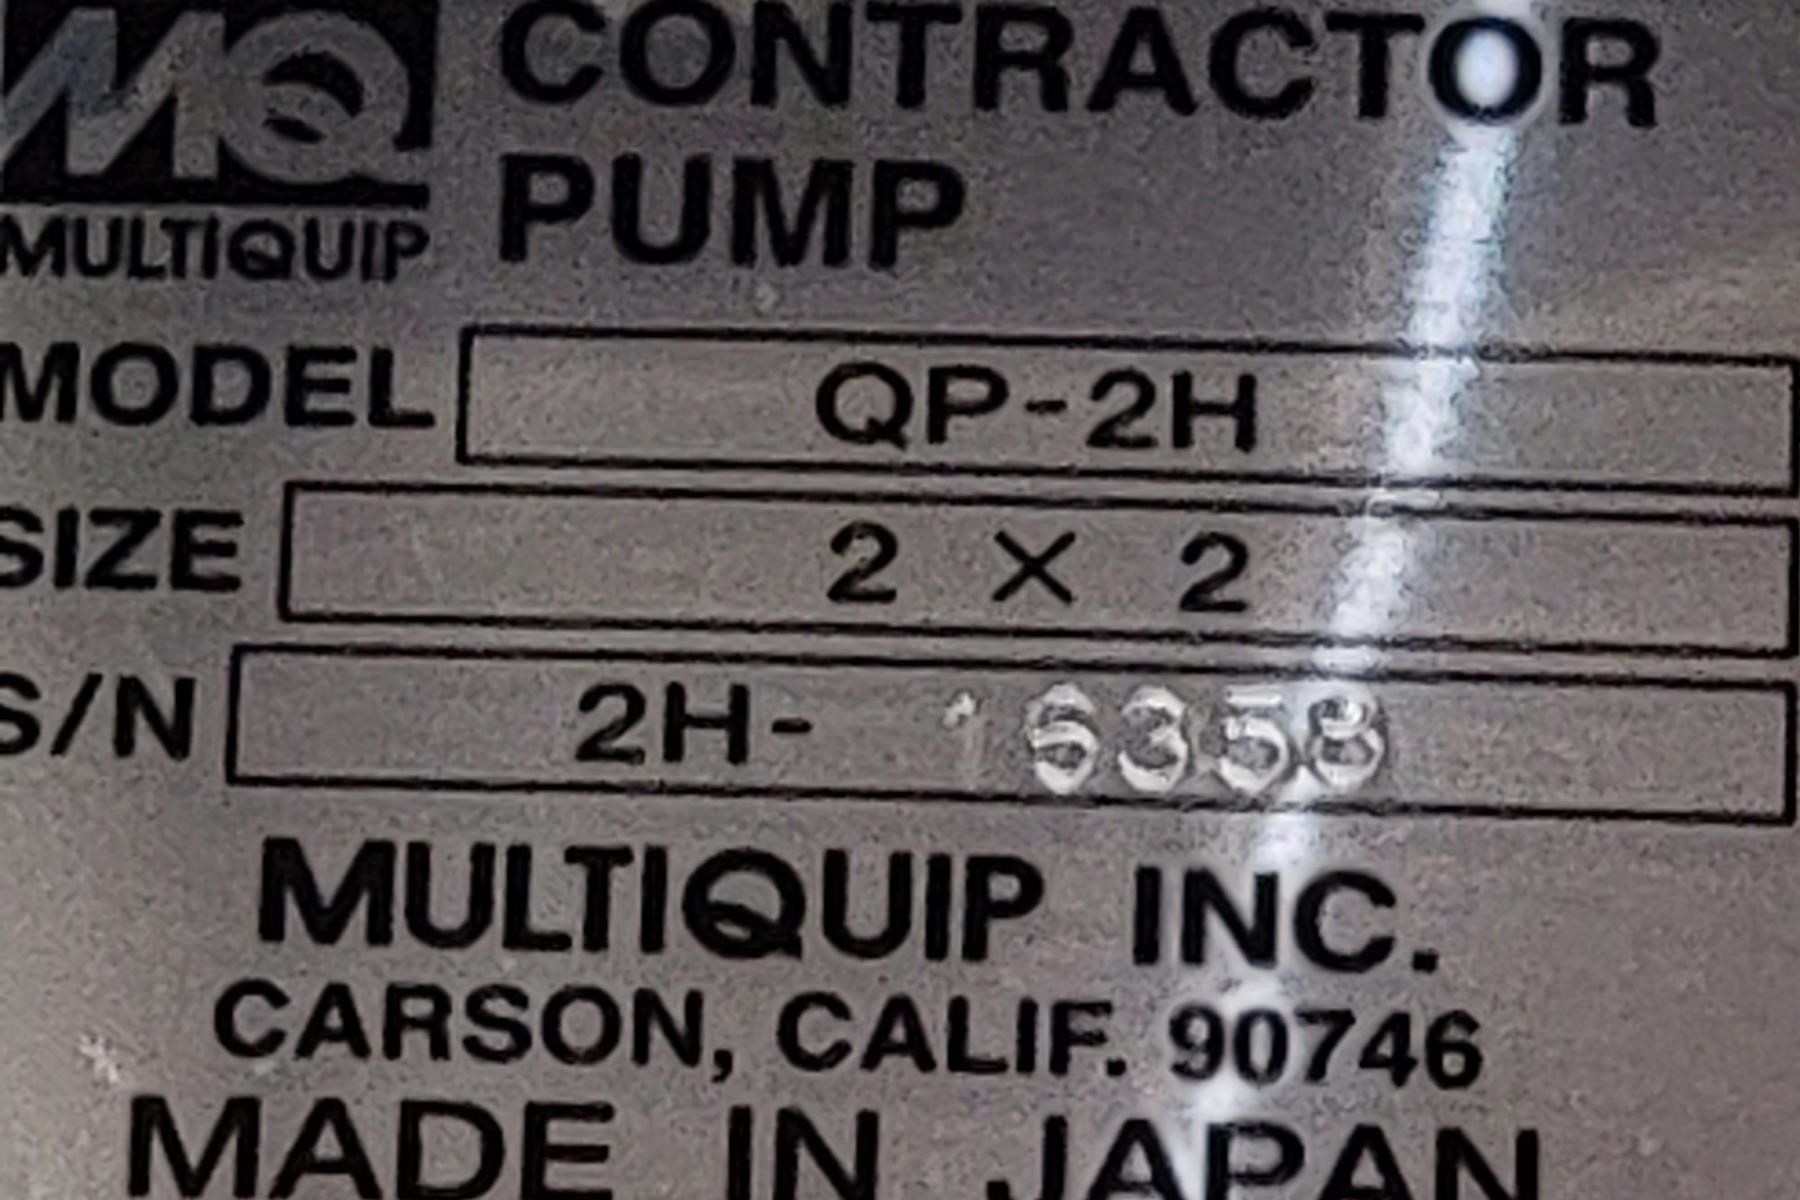 MQ CONTRACTOR
PUMP
MULTIQUIP
MODEL QP-2H
SIZE 2 × 2
S/N 2H- 16358
MULTIQUIP INC.
CARSON, CALIF. 90746
MADE IN JAPAN